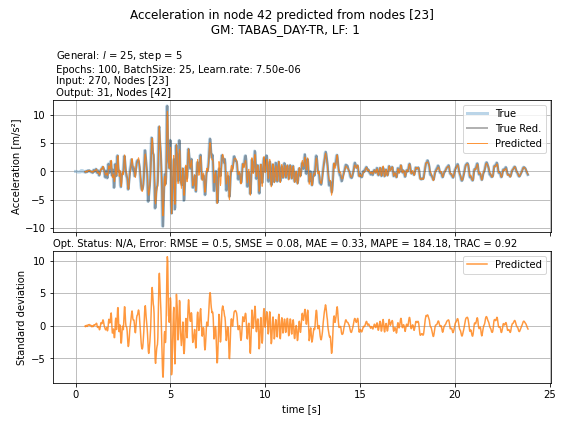 Acceleration in node 42 predicted from nodes [23]
GM: TABAS_DAY-TR, LF: 1
General: l = 25, step = 5
Epochs: 100, BatchSize: 25, Learn.rate: 7.50e-06
Input: 270, Nodes [23]
Output: 31, Nodes [42]
Acceleration [m/s²]
10
5
0
−5
−10
True
True Red.
Predicted
Opt. Status: N/A, Error: RMSE = 0.5, SMSE = 0.08, MAE = 0.33, MAPE = 184.18, TRAC = 0.92
Standard deviation
10
5
0
−5
Predicted
0 5 10 15 20 25
time [s]